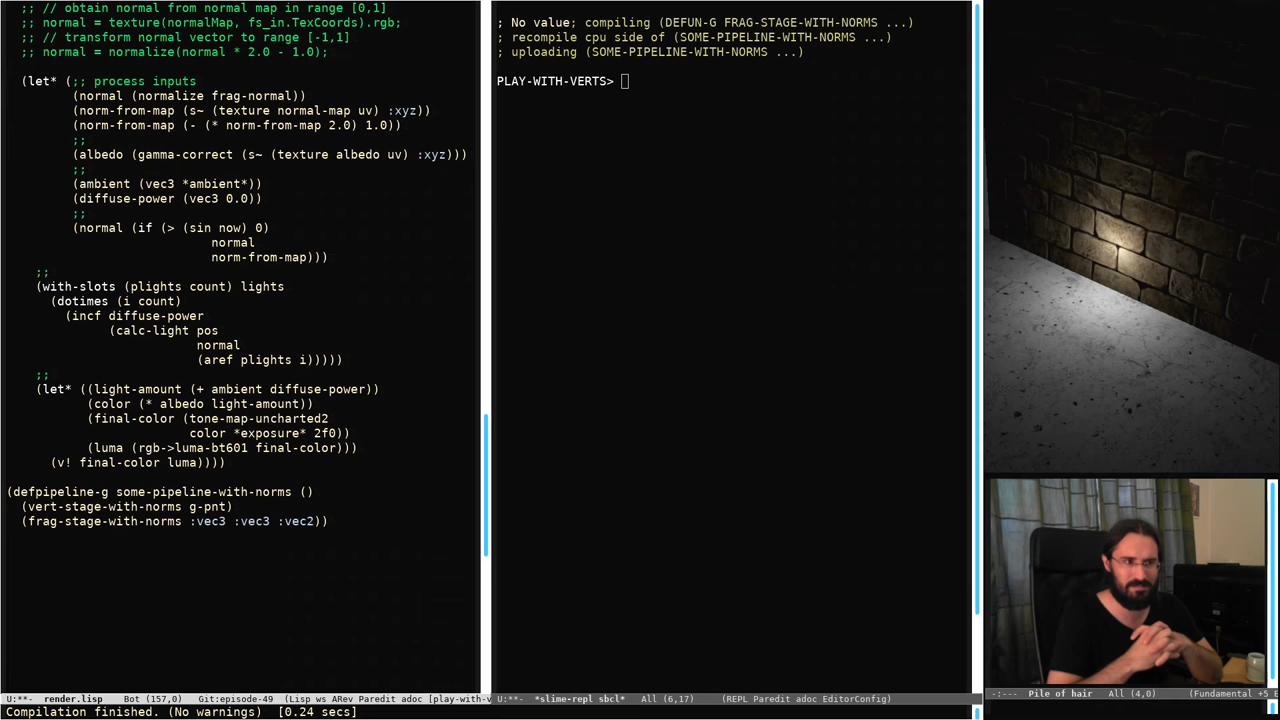 ;; // obtain normal from normal map in range [0,1]
;; normal = texture(normalMap, fs_in.TexCoords).rgb;
;; // transform normal vector to range [-1,1]
;; normal = normalize(normal * 2.0 - 1.0);
(let* (;; process inputs
(normal (normalize frag-normal))
(norm-from-map (s~ (texture normal-map uv) :xyz))
(norm-from-map (- (* norm-from-map 2.0) 1.0))
;;
(albedo (gamma-correct (s~ (texture albedo uv) :xyz)))
;;
(ambient (vec3 *ambient*))
(diffuse-power (vec3 0.0))
;;
(normal (if (> (sin now) 0)
normal
norm-from-map)))
;;
(with-slots (plights count) lights
(dotimes (i count)
(incf diffuse-power
(calc-light pos
normal
(aref plights i)))))
;;
(let* ((light-amount (+ ambient diffuse-power))
(color (* albedo light-amount))
(final-color (tone-map-uncharted2
color *exposure* 2f0))
(luma (rgb->luma-bt601 final-color)))
(v! final-color luma))))
(defpipeline-g some-pipeline-with-norms ()
(vert-stage-with-norms g-pnt)
(frag-stage-with-norms :vec3 :vec3 :vec2))
U:**- render.lisp Bot (157,0) Git:episode-49 (Lisp ws ARev Paredit adoc [play-with-v
Compilation finished. (No warnings) [0.24 secs]
; No value; compiling (DEFUN-G FRAG-STAGE-WITH-NORMS ...)
; recompile cpu side of (SOME-PIPELINE-WITH-NORMS ...)
; uploading (SOME-PIPELINE-WITH-NORMS ...)
PLAY-WITH-VERTS>
U:**- *slime-repl sbcl* All (6,17) (REPL Paredit adoc EditorConfig)
-:--- Pile of hair All (4,0) (Fundamental +5 E